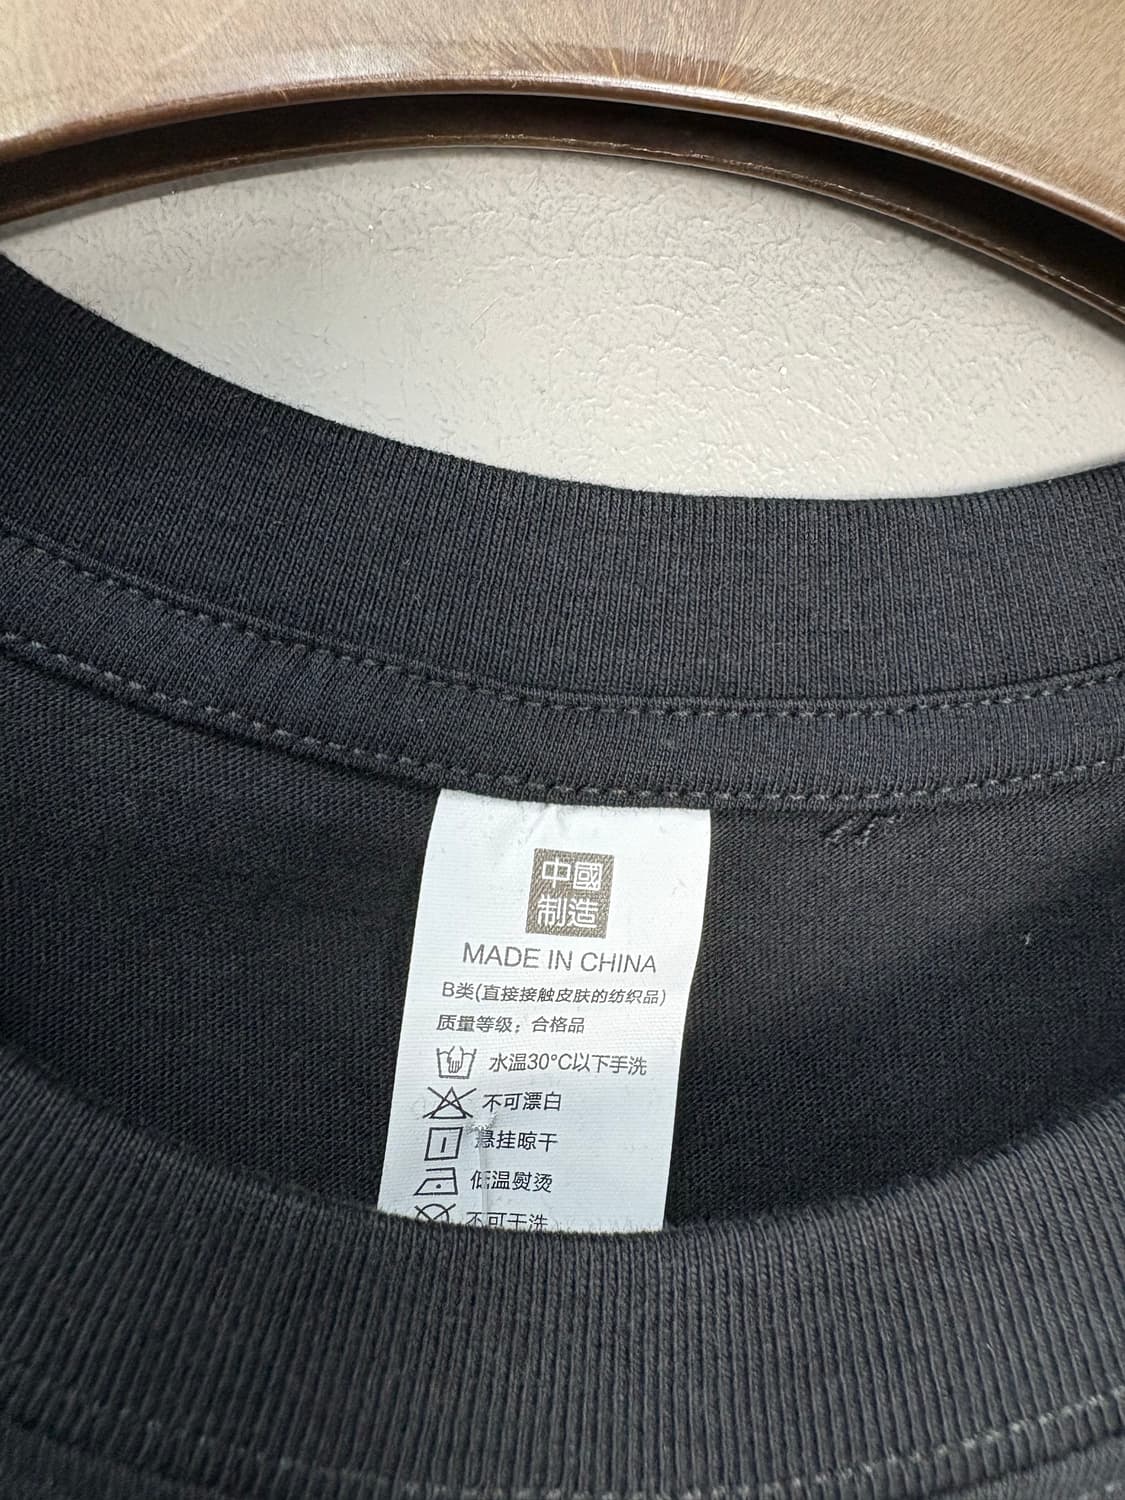 中國
制造
MADE IN CHINA
B类(直接接触皮肤的纺织品)
质量等级：合格品
水温30°C以下手洗
不可漂白
悬挂晾干
低温熨烫
不可干洗